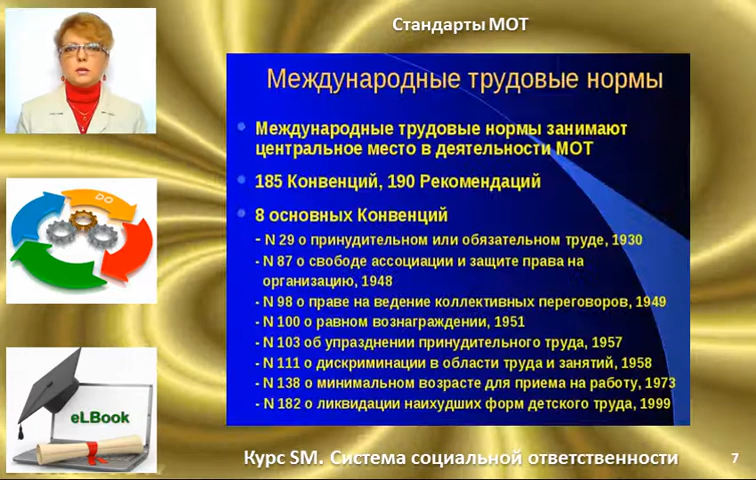 Стандарты МОТ
Международные трудовые нормы
Международные трудовые нормы занимают
центральное место в деятельности МОТ
185 Конвенций, 190 Рекомендаций
8 основных Конвенций
- N 29 о принудительном или обязательном труде, 1930
- N 87 о свободе ассоциации и защите права на
организацию, 1948
- N 98 о праве на ведение коллективных переговоров, 1949
- N 100 о равном вознаграждении, 1951
- N 103 об упразднении принудительного труда, 1957
- N 111 о дискриминации в области труда и занятий, 1958
- N 138 о минимальном возрасте для приема на работу, 1973
- N 182 о ликвидации наихудших форм детского труда, 1999
DO
eLBook
Курс SM. Система социальной ответственности
7